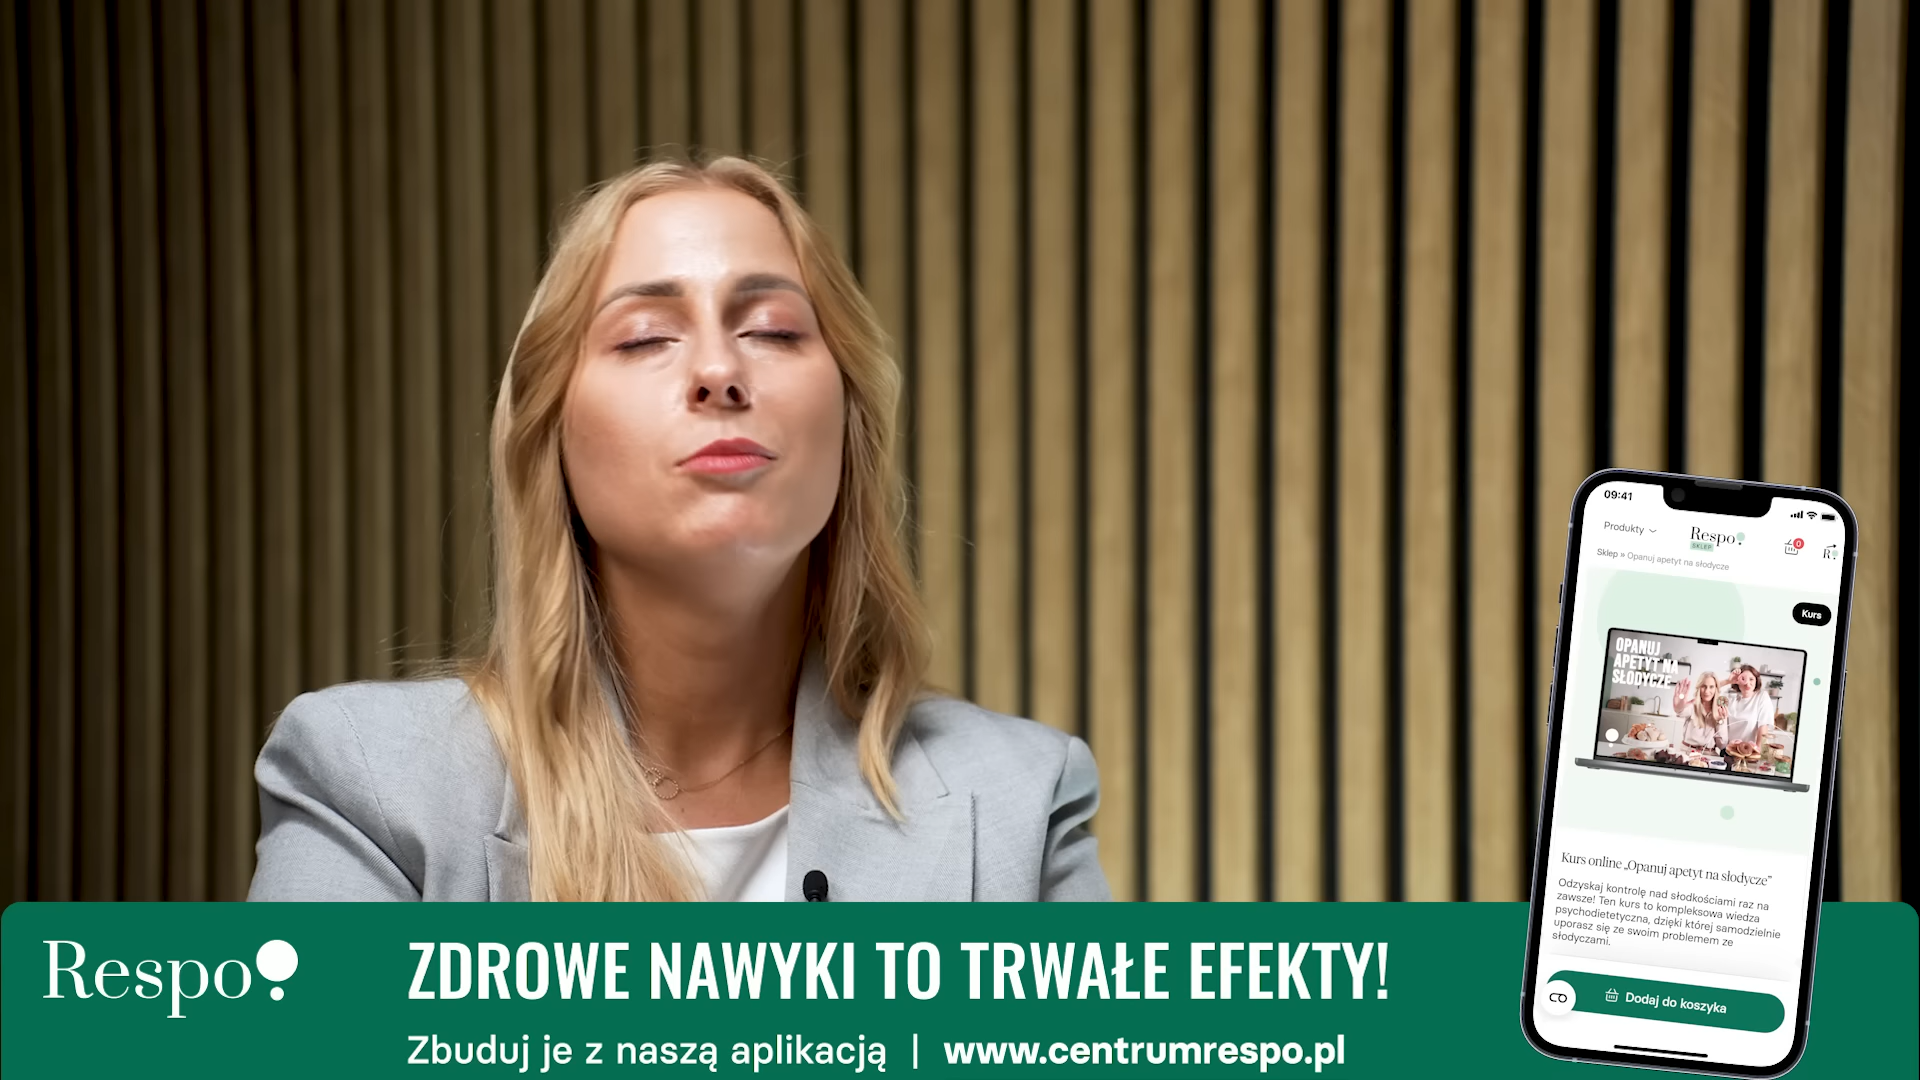 09:41
Produkty
Respo
SKLEP
0
R
Sklep » Opanuj apetyt na słodycze
Kurs
OPANUJ
APETYT NA
SŁODYCZE
Kurs online „Opanuj apetyt na słodycze”
Odzyskaj kontrolę nad słodkościami raz na
zawsze! Ten kurs to kompleksowa wiedza
psychodietetyczna, dzięki której samodzielnie
uporasz się ze swoim problemem ze
słodyczami.
Dodaj do koszyka
Respo
ZDROWE NAWYKI TO TRWAŁE EFEKTY!
Zbuduj je z naszą aplikacją | www.centrumrespo.pl